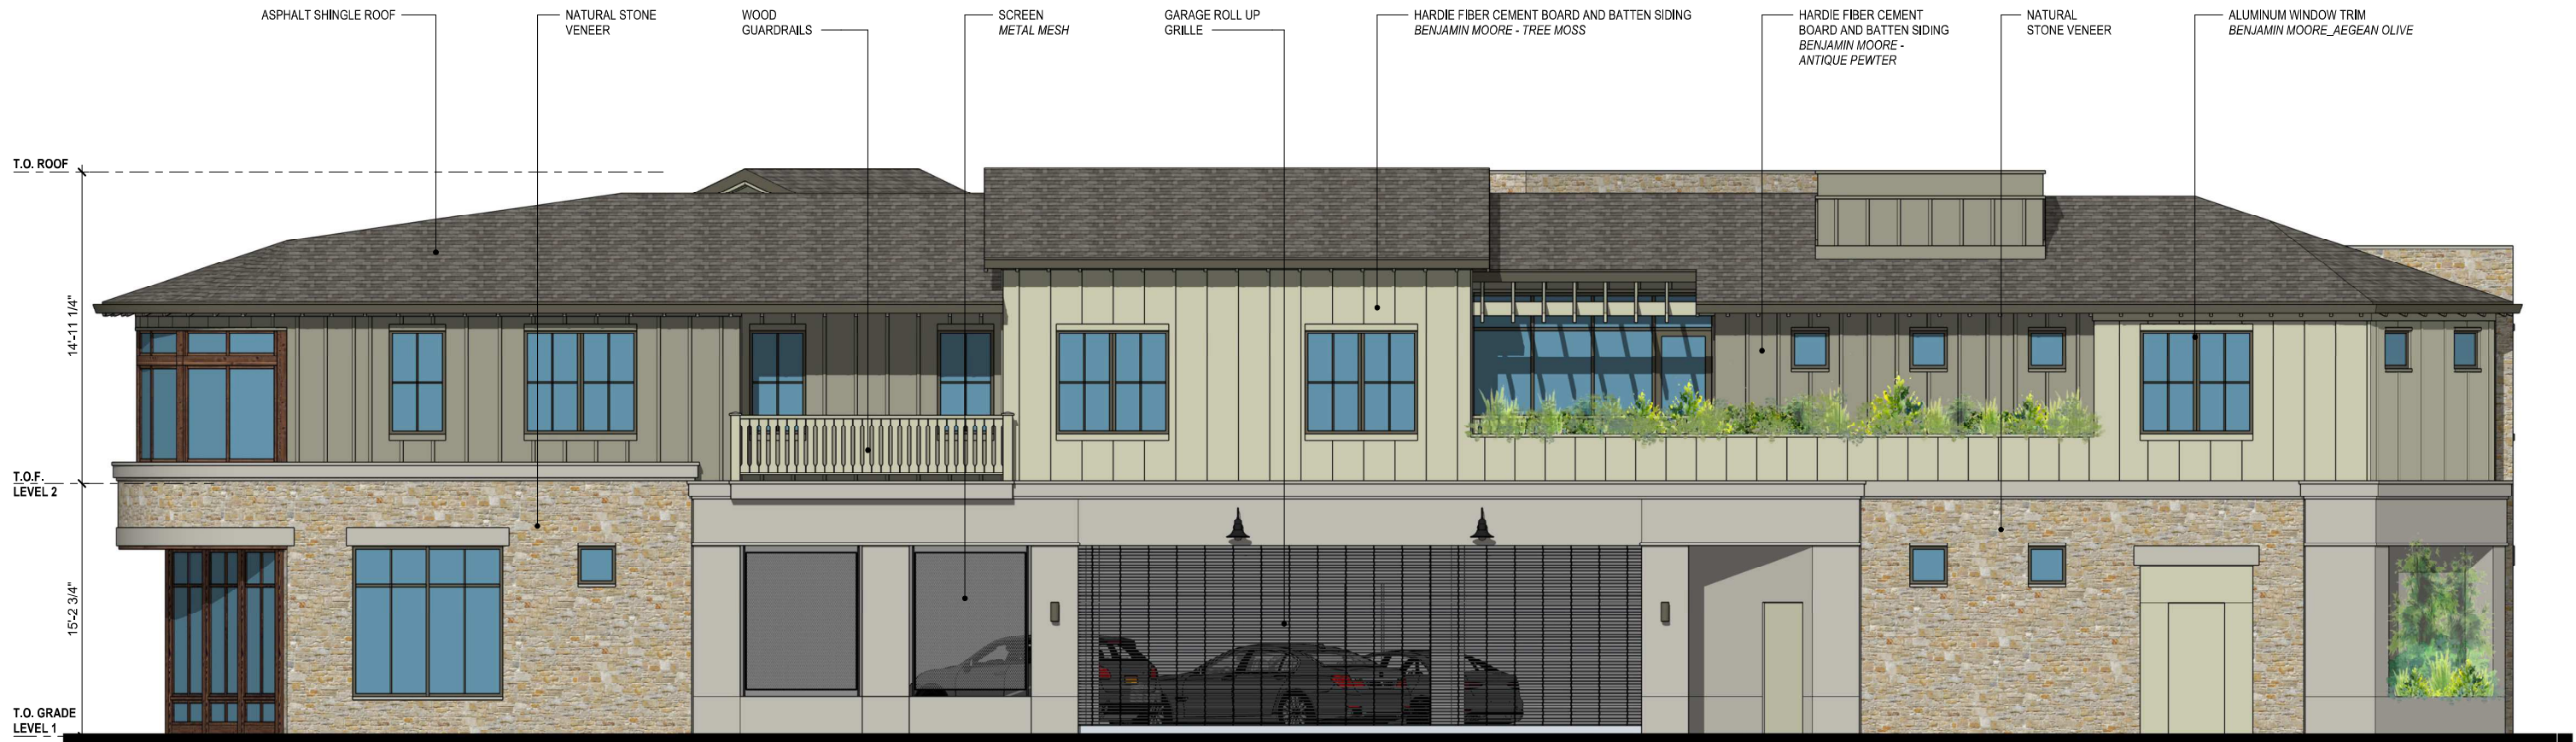 ASPHALT SHINGLE ROOF
NATURAL STONE
VENEER
WOOD
GUARDRAILS
SCREEN
METAL MESH
GARAGE ROLL UP
GRILLE
HARDIE FIBER CEMENT BOARD AND BATTEN SIDING
BENJAMIN MOORE - TREE MOSS
HARDIE FIBER CEMENT
BOARD AND BATTEN SIDING
BENJAMIN MOORE -
ANTIQUE PEWTER
NATURAL
STONE VENEER
ALUMINUM WINDOW TRIM
BENJAMIN MOORE_AEGEAN OLIVE
T.O. ROOF
14'-11 1/4"
T.O.F.
LEVEL 2
15'-2 3/4"
T.O. GRADE
LEVEL 1